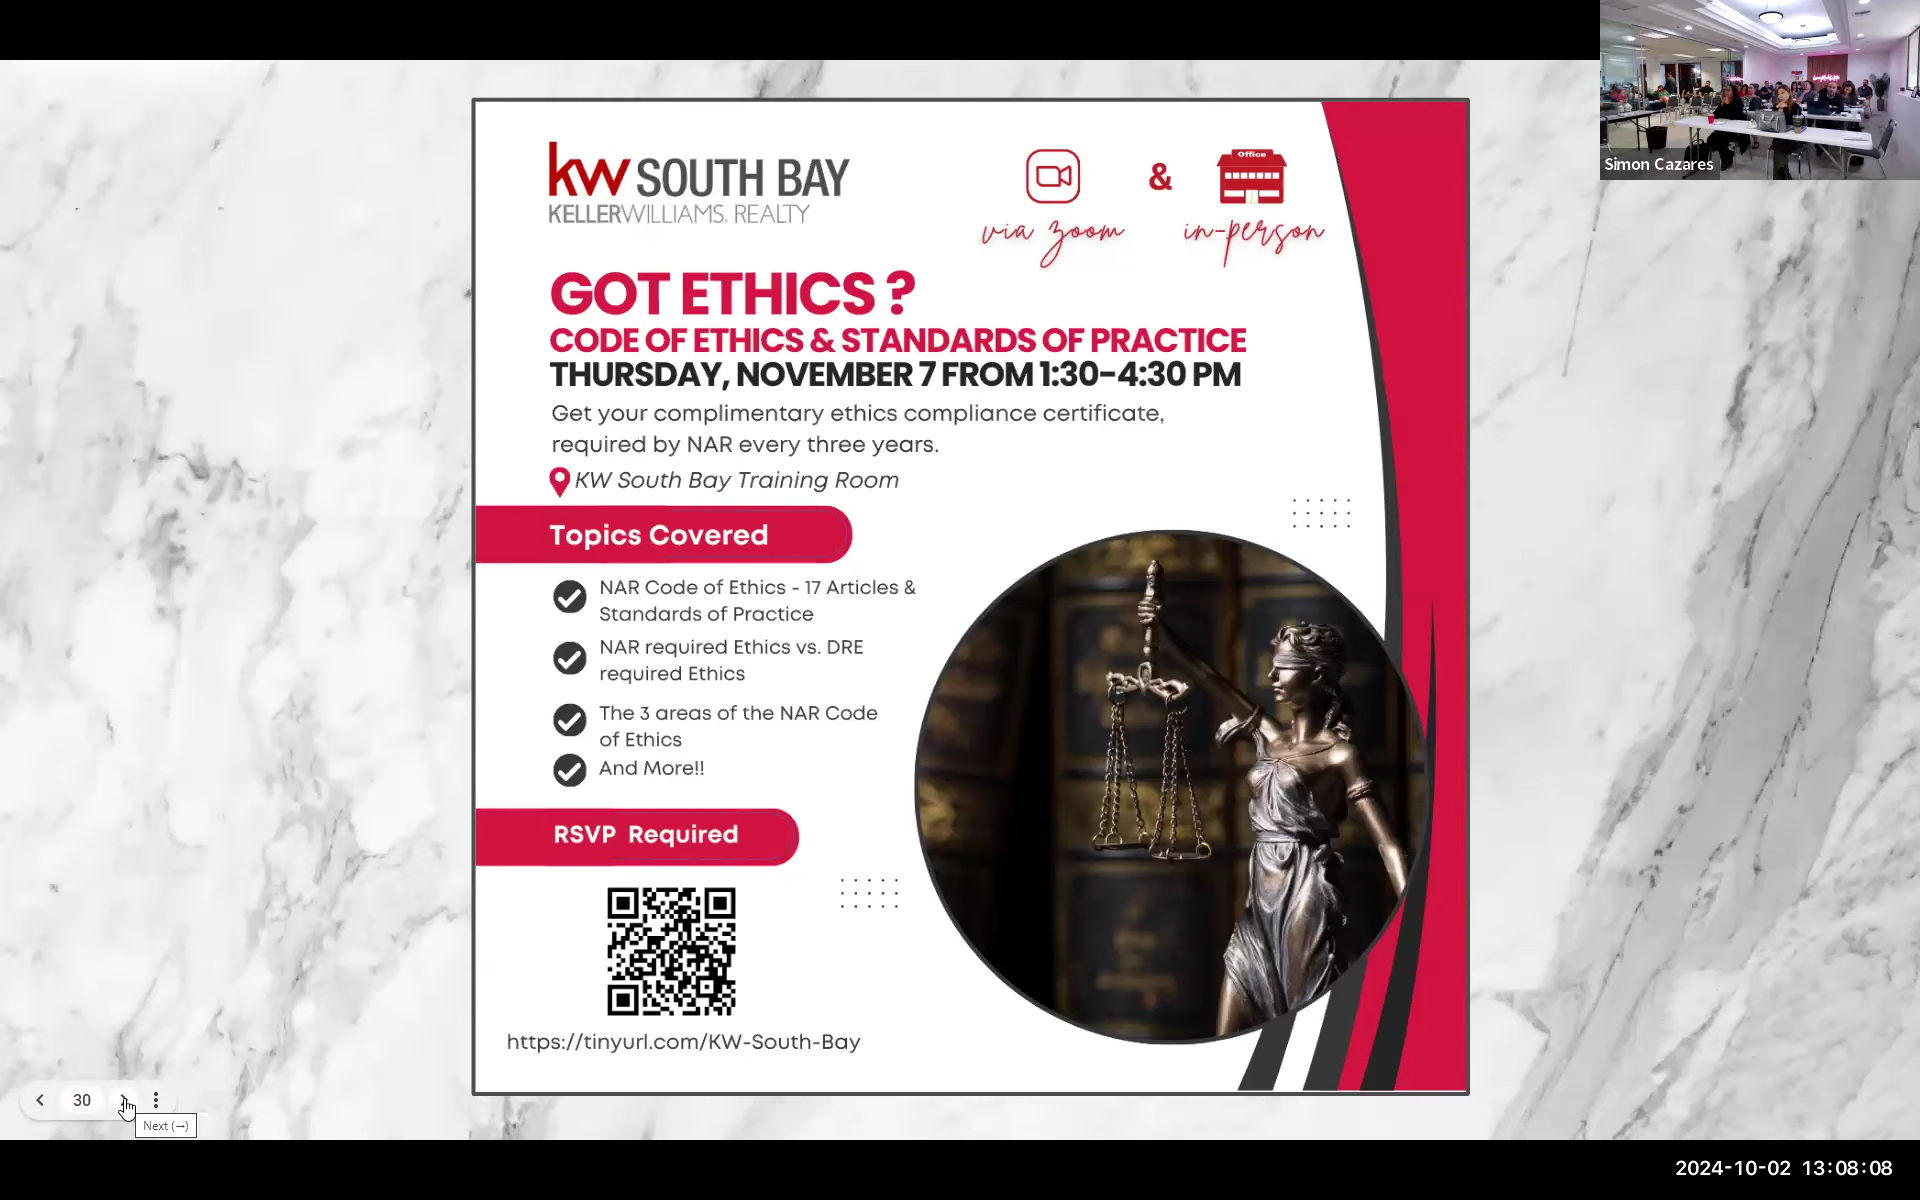 kw SOUTH BAY
KELLERWILLIAMS. REALTY
via zoom
&
Office
in-person
Simon Cazares
GOT ETHICS ?
CODE OF ETHICS & STANDARDS OF PRACTICE
THURSDAY, NOVEMBER 7 FROM 1:30-4:30 PM
Get your complimentary ethics compliance certificate,
required by NAR every three years.
KW South Bay Training Room
Topics Covered
NAR Code of Ethics - 17 Articles &
Standards of Practice
NAR required Ethics vs. DRE
required Ethics
The 3 areas of the NAR Code
of Ethics
And More!!
RSVP Required
https://tinyurl.com/KW-South-Bay
30
Next (→)
2024-10-02 13:08:08